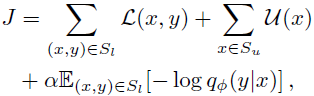 J = ∑_{(x,y)∈S_l} ℒ(x, y) + ∑_{x∈S_u} 𝒰(x)
+ α𝔼_{(x,y)∈S_l} [− log q_ϕ(y|x)] ,